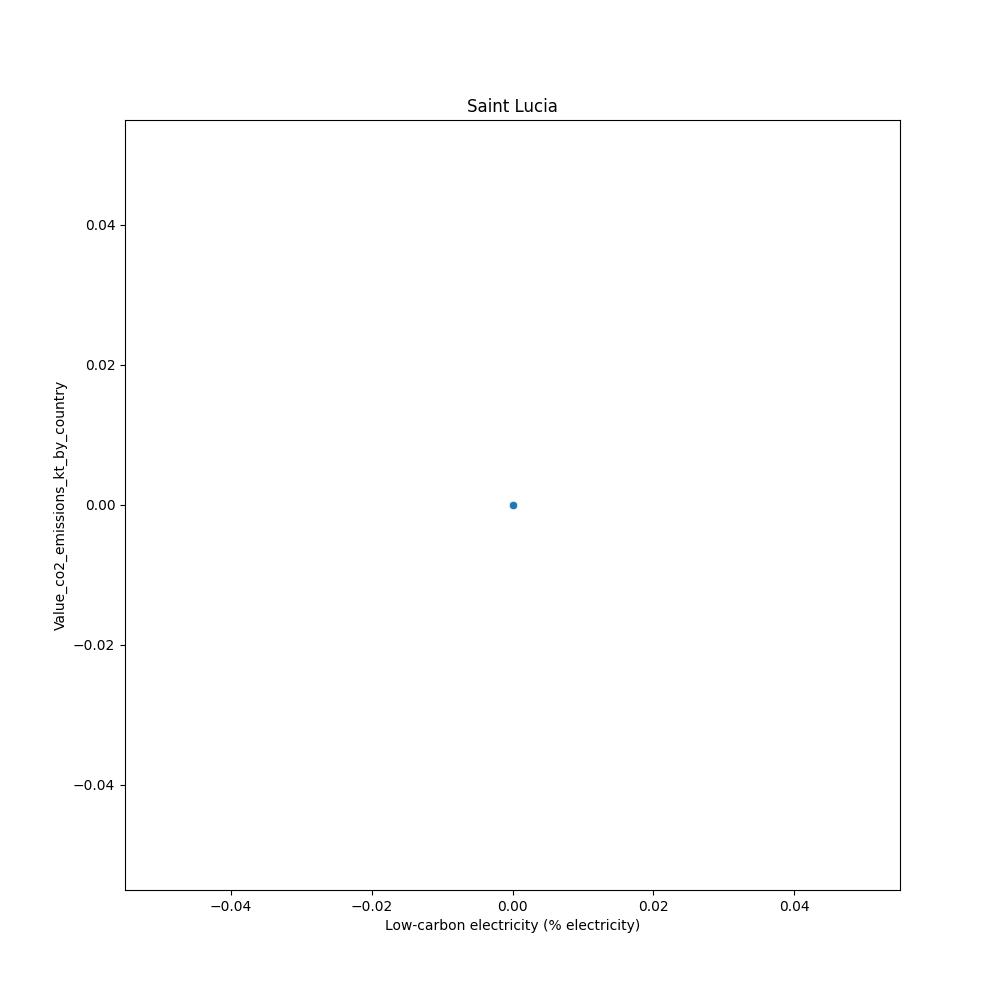 Saint Lucia
0.04
0.02
0.00
−0.02
−0.04
Value_co2_emissions_kt_by_country
−0.04 −0.02 0.00 0.02 0.04
Low-carbon electricity (% electricity)